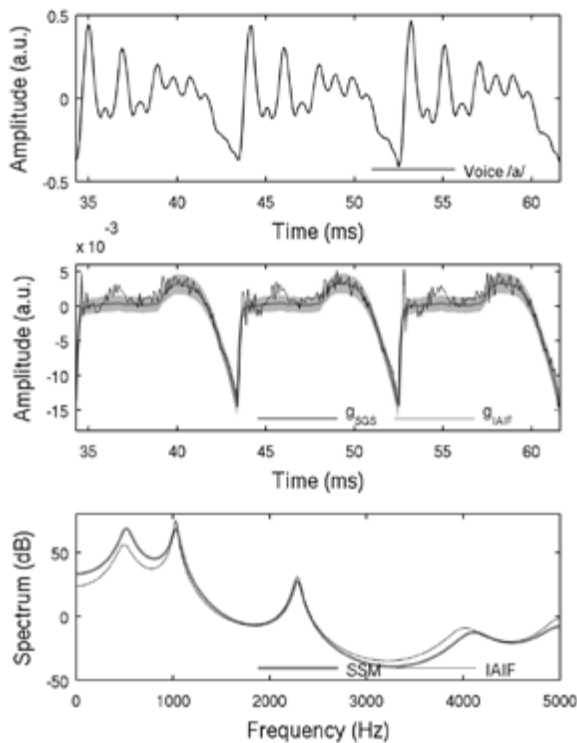 0.5
0
-0.5
Amplitude (a.u.)
Voice /a/
35 40 45 50 55 60
Time (ms)
x 10 -3
5
0
-5
-10
-15
Amplitude (a.u.)
gSGS gIAIF
35 40 45 50 55 60
Time (ms)
50
0
-50
Spectrum (dB)
SSM IAIF
0 1000 2000 3000 4000 5000
Frequency (Hz)